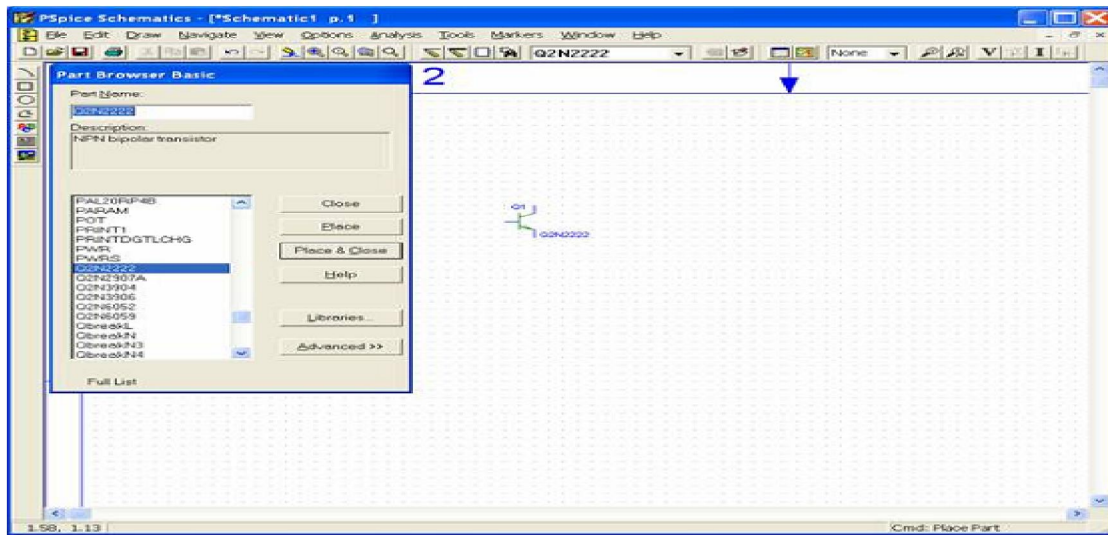 PSpice Schematics - [*Schematic1 p.1 ]
File Edit Draw Navigate View Options Analysis Tools Markers Window Help
Q2N2222
None
V
I
Part Browser Basic
2
Part Name:
Q2N2222
Description:
NPN bipolar transistor
PAL20RP4B
PARAM
POT
PRINT1
PRINTDGTLCHG
PWR
PWRS
Q2N2222
Q2N2907A
Q2N3904
Q2N3906
Q2N6052
Q2N6059
QbreakL
QbreakN
QbreakN3
QbreakN4
Close
Place
Place & Close
Help
Libraries...
Advanced >>
Full List
Q1
Q2N2222
1.58, 1.13
Cmd: Place Part